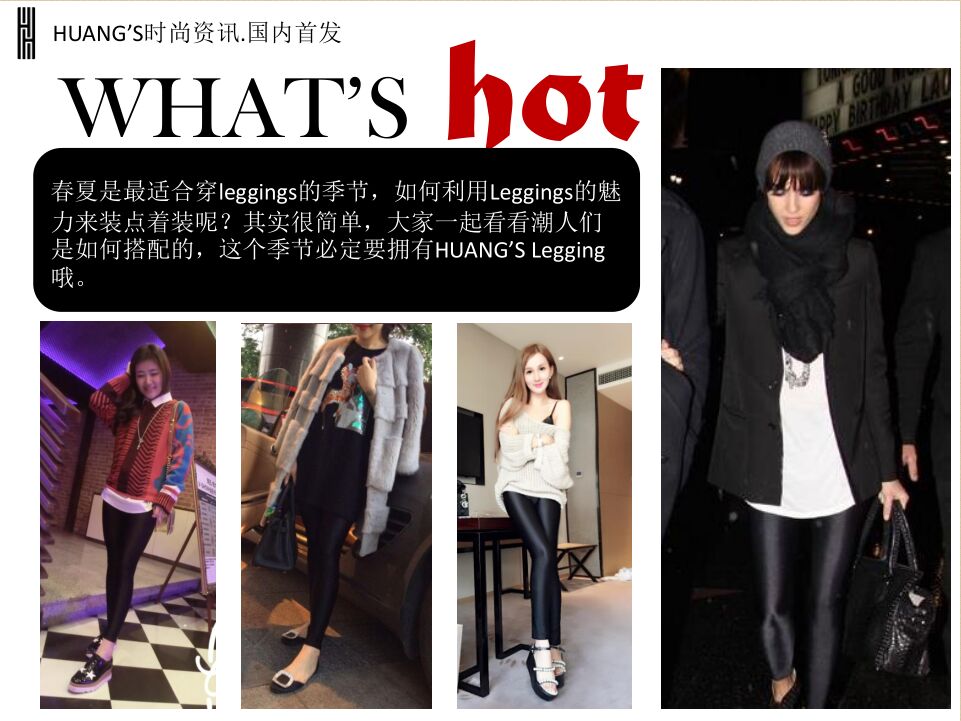 HUANG’S时尚资讯.国内首发
WHAT’S hot
春夏是最适合穿leggings的季节，如何利用Leggings的魅
力来装点着装呢？其实很简单，大家一起看看潮人们
是如何搭配的，这个季节必定要拥有HUANG’S Legging
哦。
A GOOD
BIRTHDAY